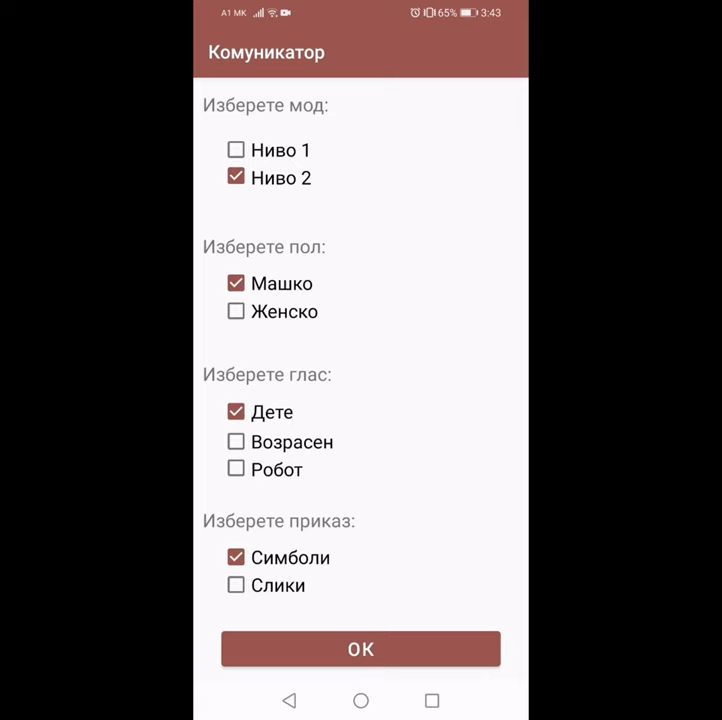 A1 MK 65% 3:43
Комуникатор
Изберете мод:
Ниво 1
Ниво 2
Изберете пол:
Машко
Женско
Изберете глас:
Дете
Возрасен
Робот
Изберете приказ:
Симболи
Слики
ОК